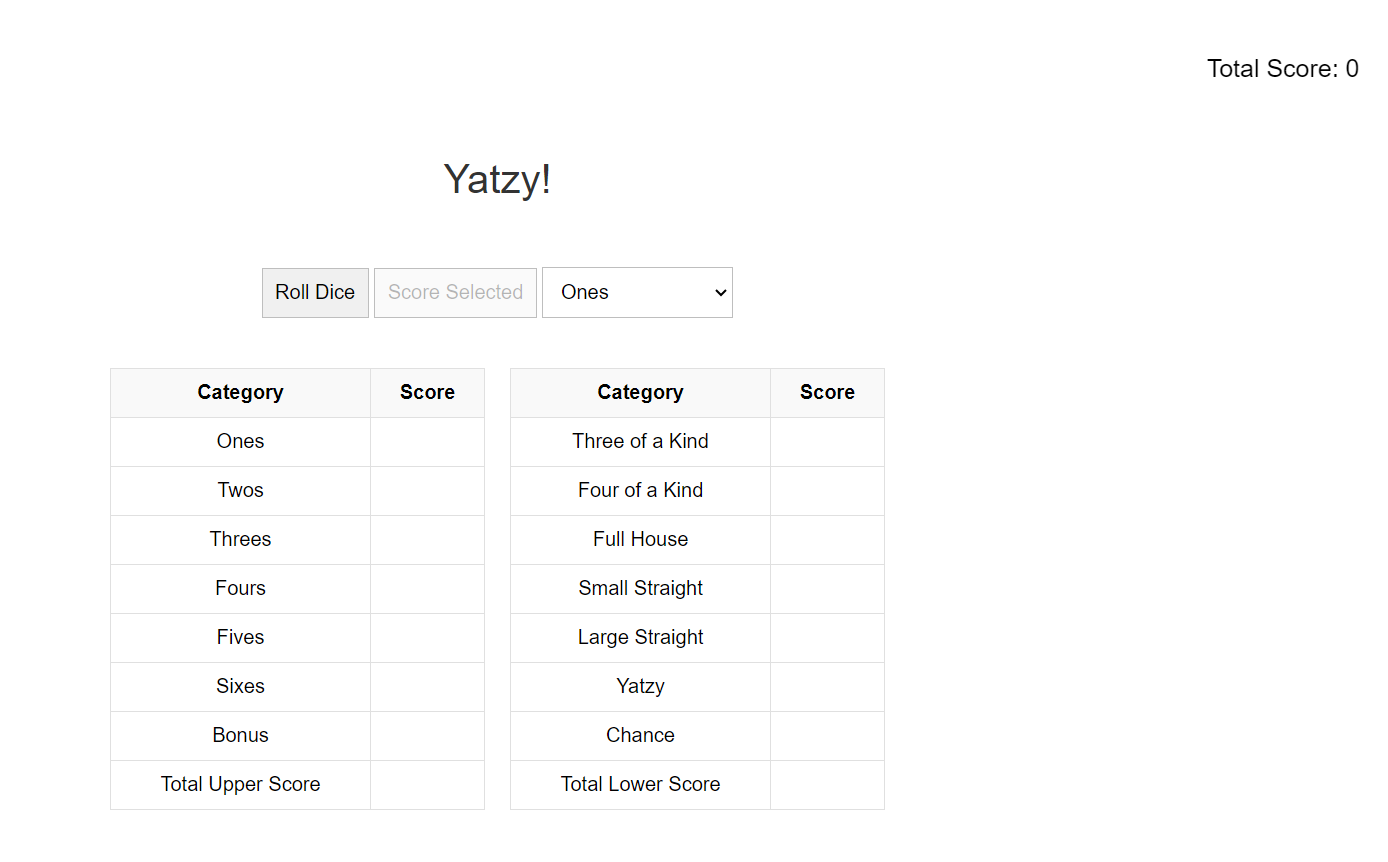 Total Score: 0
Yatzy!
Roll Dice Score Selected Ones
Category Score
Ones
Twos
Threes
Fours
Fives
Sixes
Bonus
Total Upper Score
Category Score
Three of a Kind
Four of a Kind
Full House
Small Straight
Large Straight
Yatzy
Chance
Total Lower Score